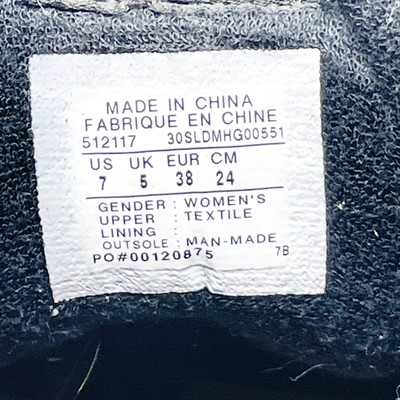 MADE IN CHINA
FABRIQUE EN CHINE
512117 30SLDMHG00551
US UK EUR CM
7 5 38 24
GENDER : WOMEN'S
UPPER : TEXTILE
LINING :
OUTSOLE : MAN-MADE
PO#00120875 7B